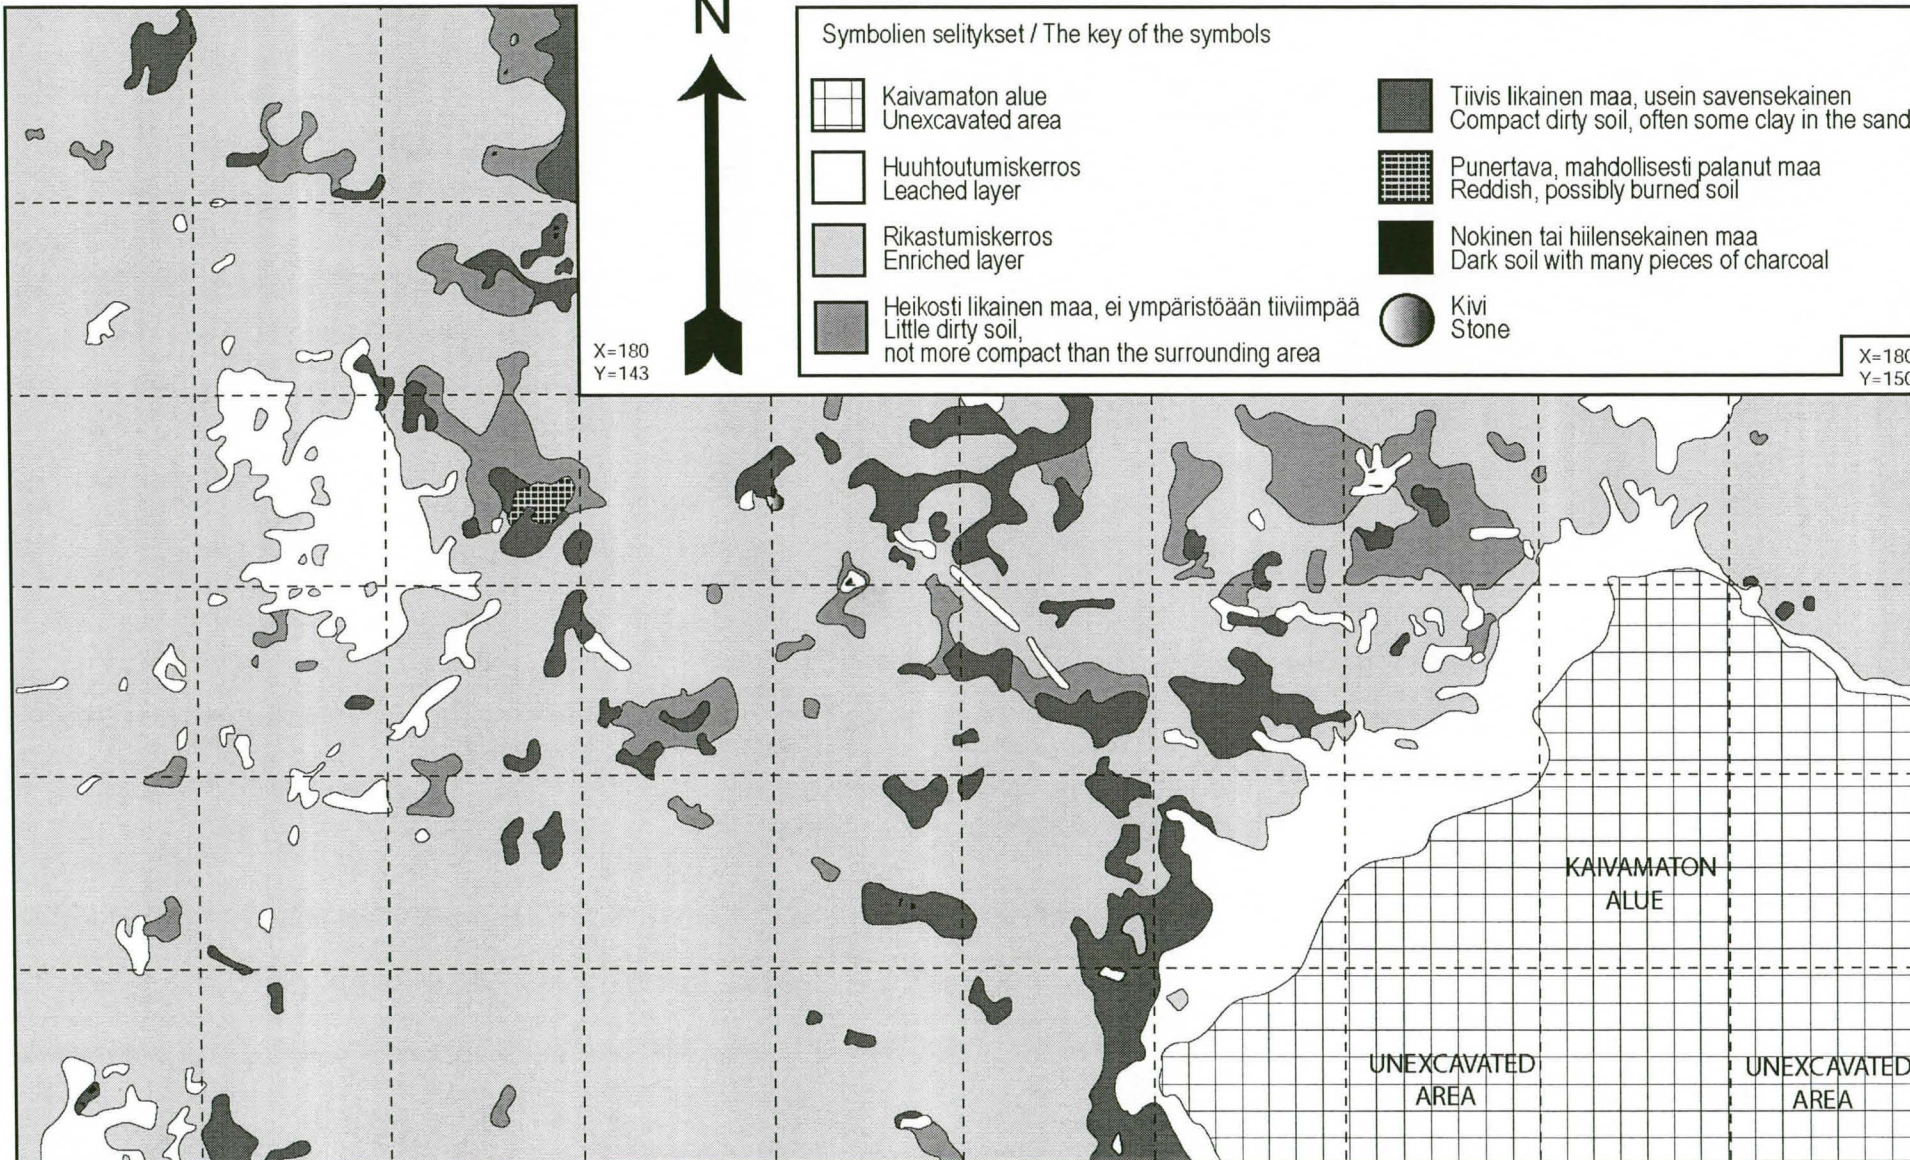 N
Symbolien selitykset / The key of the symbols
Kaivamaton alue
Unexcavated area
Huuhtoutumiskerros
Leached layer
Rikastumiskerros
Enriched layer
Heikosti likainen maa, ei ympäristöään tiiviimpää
Little dirty soil,
not more compact than the surrounding area
Tiivis likainen maa, usein savensekainen
Compact dirty soil, often some clay in the sand
Punertava, mahdollisesti palanut maa
Reddish, possibly burned soil
Nokinen tai hiilensekainen maa
Dark soil with many pieces of charcoal
Kivi
Stone
X=180
Y=143
X=180
Y=150
KAIVAMATON
ALUE
UNEXCAVATED
AREA
UNEXCAVATED
AREA